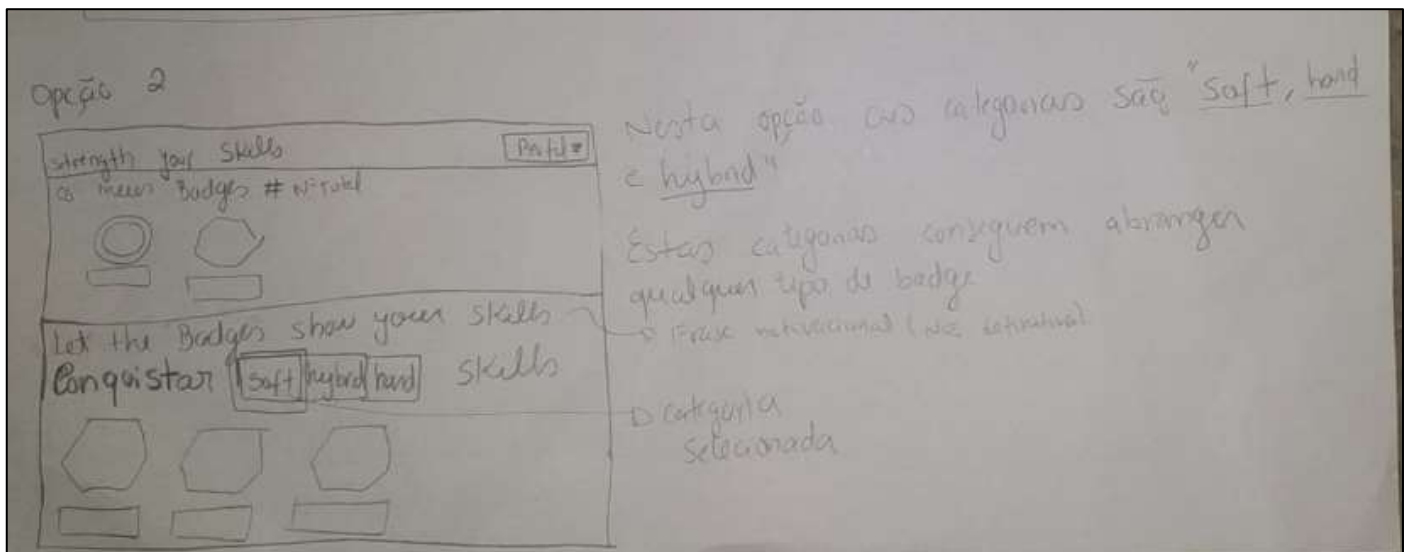 Opção 2
strength your Skills
Perfil
Os meus Badges # Nº Total
Let the Badges show your skills
Conquistar soft hybrid hard skills
Nesta opção as categorias são "soft, hard
e hybrid"
Estas categorias conseguem abranger
qualquer tipo de badge
Frase motivacional
Categoria
selecionada